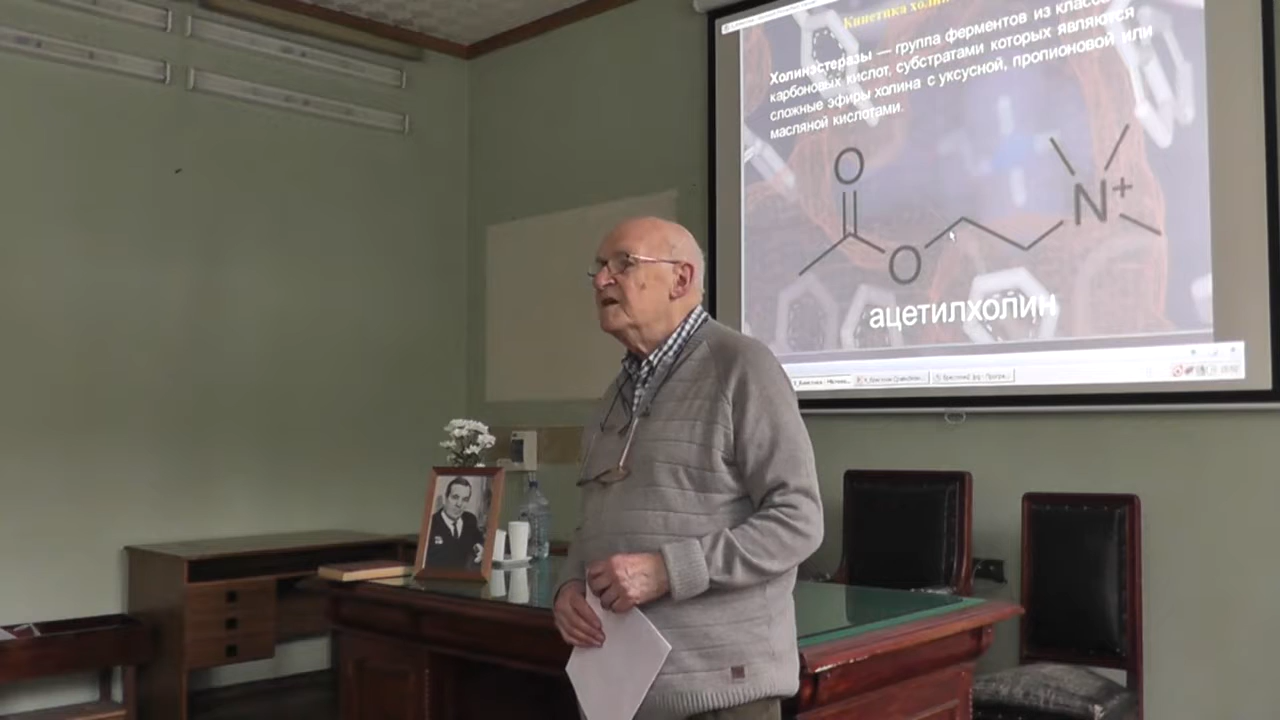 Кинетика
Холинэстеразы — группа ферментов из класса
карбоновых кислот, субстратами которых являются
сложные эфиры холина с уксусной, пропионовой или
масляной кислотами.
O
O
N+
ацетилхолин